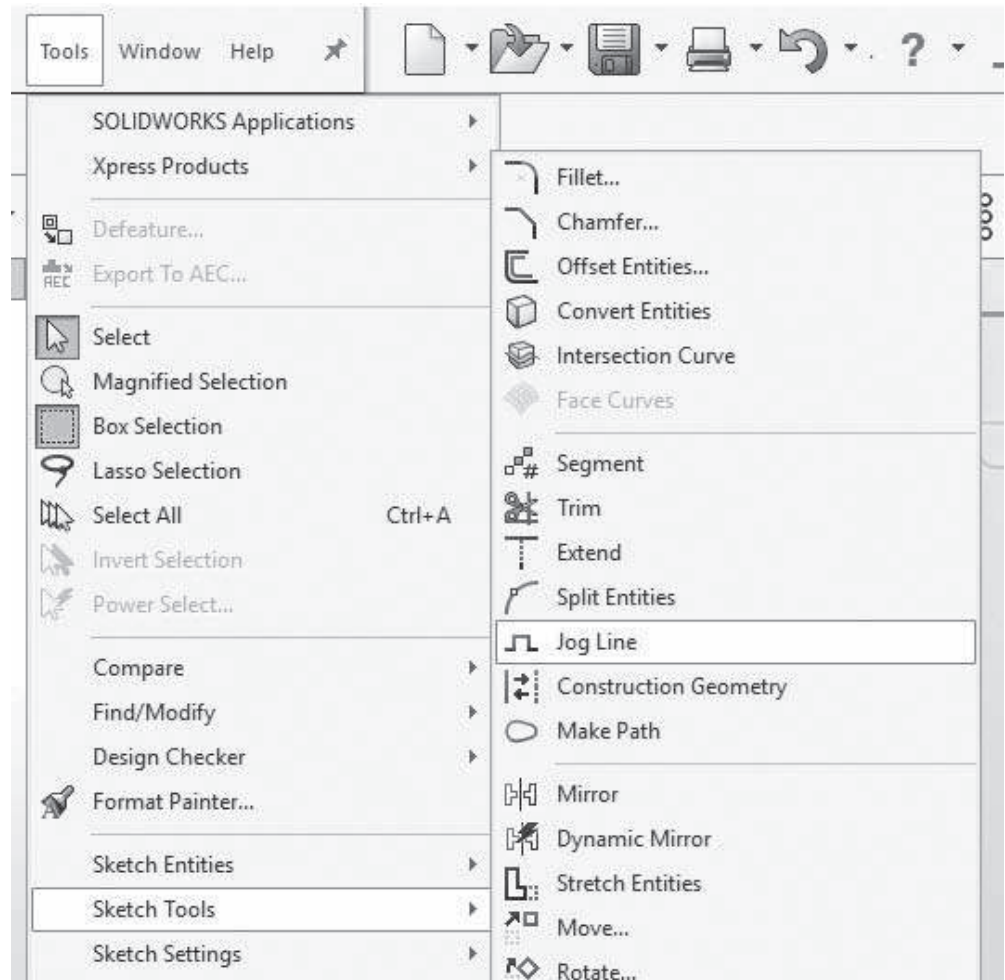 Tools Window Help ?
SOLIDWORKS Applications
Xpress Products
Defeature...
AEC Export To AEC...
Select
Magnified Selection
Box Selection
Lasso Selection
Select All Ctrl+A
Invert Selection
Power Select...
Compare
Find/Modify
Design Checker
Format Painter...
Sketch Entities
Sketch Tools
Sketch Settings
Fillet...
Chamfer...
Offset Entities...
Convert Entities
Intersection Curve
Face Curves
Segment
Trim
Extend
Split Entities
Jog Line
Construction Geometry
Make Path
Mirror
Dynamic Mirror
Stretch Entities
Move...
Rotate...